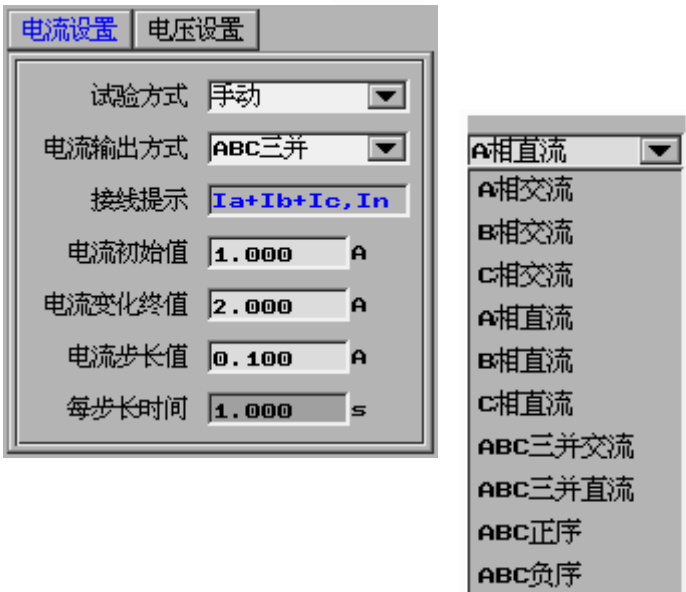 电流设置 电压设置
试验方式 手动
电流输出方式 ABC三并
接线提示 Ia+Ib+Ic,In
电流初始值 1.000 A
电流变化终值 2.000 A
电流步长值 0.100 A
每步长时间 1.000 s
A相直流
A相交流
B相交流
C相交流
A相直流
B相直流
C相直流
ABC三并交流
ABC三并直流
ABC正序
ABC负序